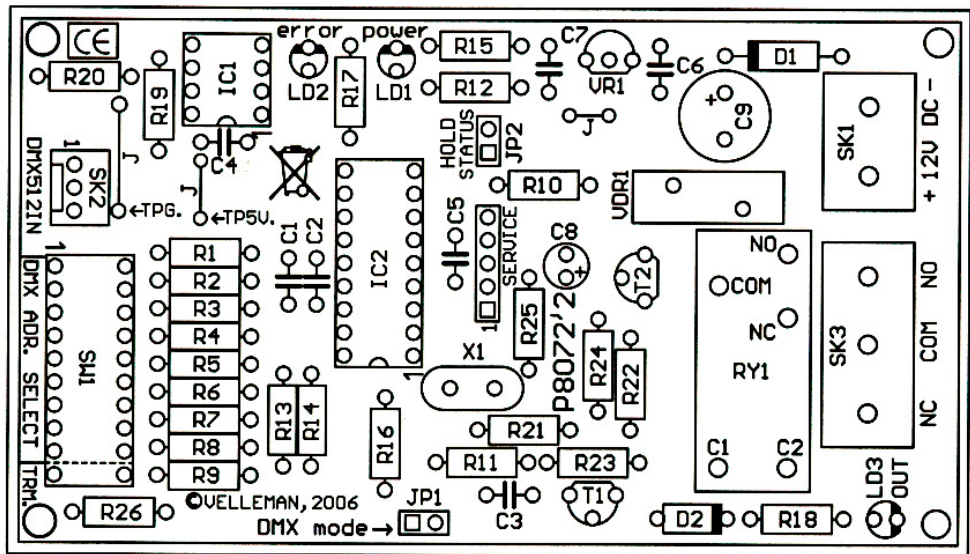 CE
R20
R19
IC1
error
LD2
R17
power
LD1
R15
R12
C7
VR1
C6
D1
+
C9
SK1
+ 12V DC -
C4
J
J
J
HOLD
STATUS
JP2
R10
VDR1
DMX512IN
1
SK2
←TPG.
←TP5V.
C1
C2
IC2
C5
SERVICE
1
C8
+
T2
NO
COM
NC
RY1
C1
C2
SK3
NO
COM
NC
1
DMX ADR. SELECT TRM.
SW1
R1
R2
R3
R4
R5
R6
R7
R8
R9
R13
R14
R16
1
X1
R25
P8072'2
R24
R22
R21
R11
R23
C3
T1
R26
©VELLEMAN, 2006
DMX mode→
JP1
D2
R18
LD3
OUT